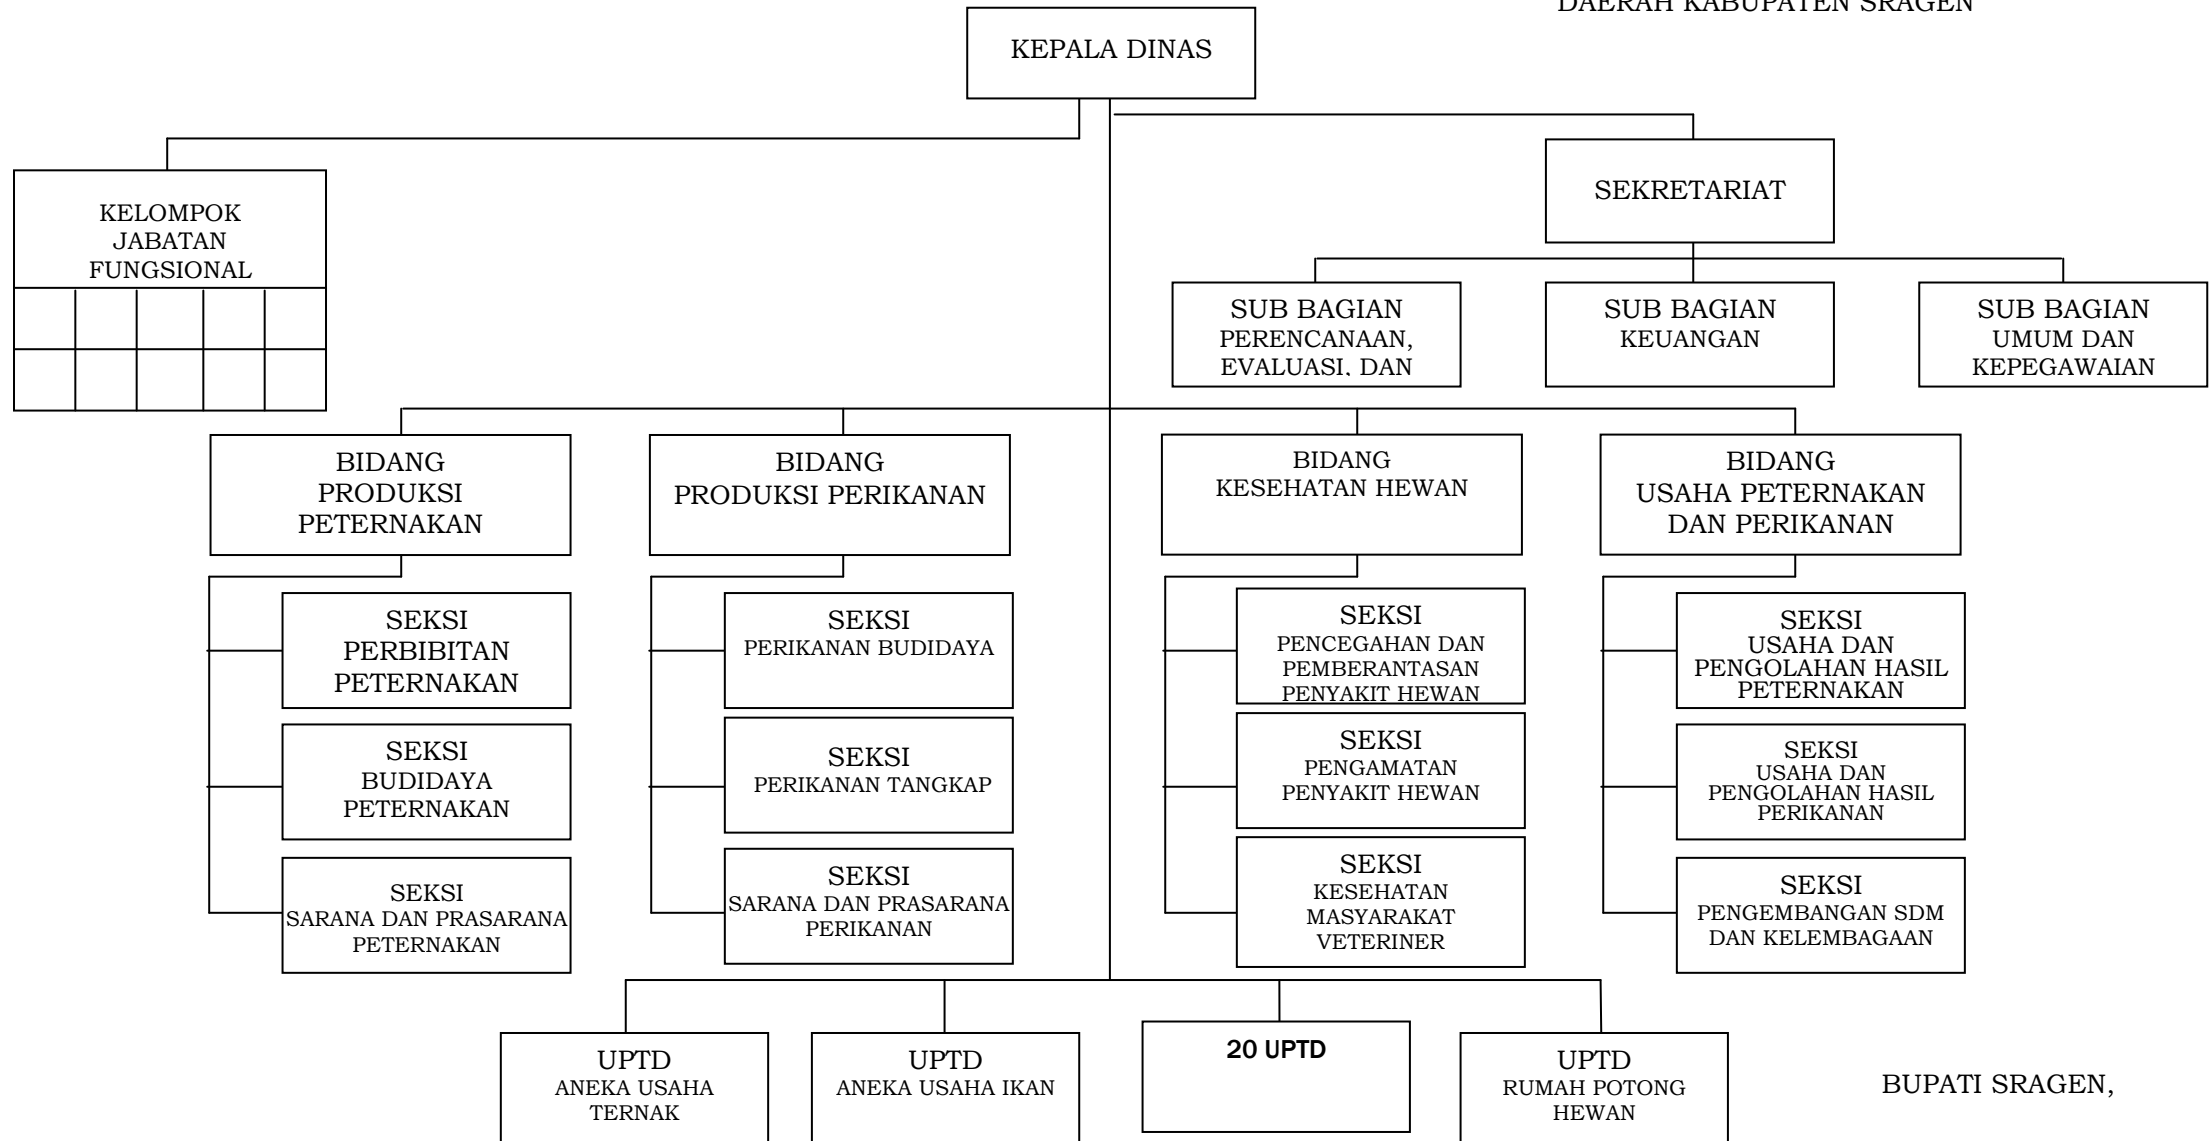 DAERAH KABUPATEN SRAGEN
KEPALA DINAS
SEKRETARIAT
KELOMPOK
JABATAN
FUNGSIONAL
SUB BAGIAN
PERENCANAAN,
EVALUASI, DAN
SUB BAGIAN
KEUANGAN
SUB BAGIAN
UMUM DAN
KEPEGAWAIAN
BIDANG
PRODUKSI
PETERNAKAN
BIDANG
PRODUKSI PERIKANAN
BIDANG
KESEHATAN HEWAN
BIDANG
USAHA PETERNAKAN
DAN PERIKANAN
SEKSI
PERBIBITAN
PETERNAKAN
SEKSI
PERIKANAN BUDIDAYA
SEKSI
PENCEGAHAN DAN
PEMBERANTASAN
PENYAKIT HEWAN
SEKSI
USAHA DAN
PENGOLAHAN HASIL
PETERNAKAN
SEKSI
BUDIDAYA
PETERNAKAN
SEKSI
PERIKANAN TANGKAP
SEKSI
PENGAMATAN
PENYAKIT HEWAN
SEKSI
USAHA DAN
PENGOLAHAN HASIL
PERIKANAN
SEKSI
SARANA DAN PRASARANA
PETERNAKAN
SEKSI
SARANA DAN PRASARANA
PERIKANAN
SEKSI
KESEHATAN
MASYARAKAT
VETERINER
SEKSI
PENGEMBANGAN SDM
DAN KELEMBAGAAN
UPTD
ANEKA USAHA
TERNAK
UPTD
ANEKA USAHA IKAN
20 UPTD
UPTD
RUMAH POTONG
HEWAN
BUPATI SRAGEN,